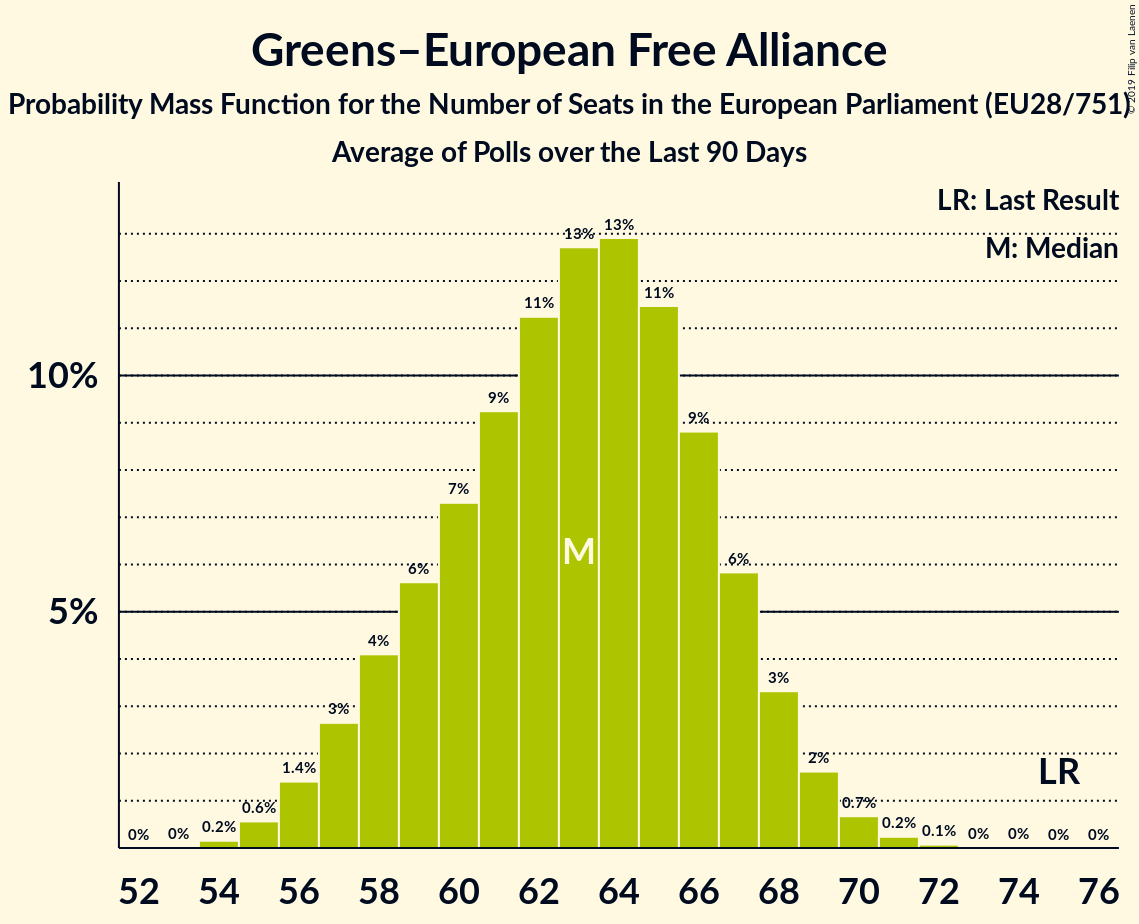 Greens–European Free Alliance
Probability Mass Function for the Number of Seats in the European Parliament (EU28/751)
Average of Polls over the Last 90 Days
© 2019 Filip van Laenen
LR: Last Result
M: Median
10%
5%
0% 0% 0.2% 0.6% 1.4% 3% 4% 6% 7% 9% 11% 13% 13% 11% 9% 6% 3% 2% 0.7% 0.2% 0.1% 0% 0% 0% 0%
M
LR
52 54 56 58 60 62 64 66 68 70 72 74 76